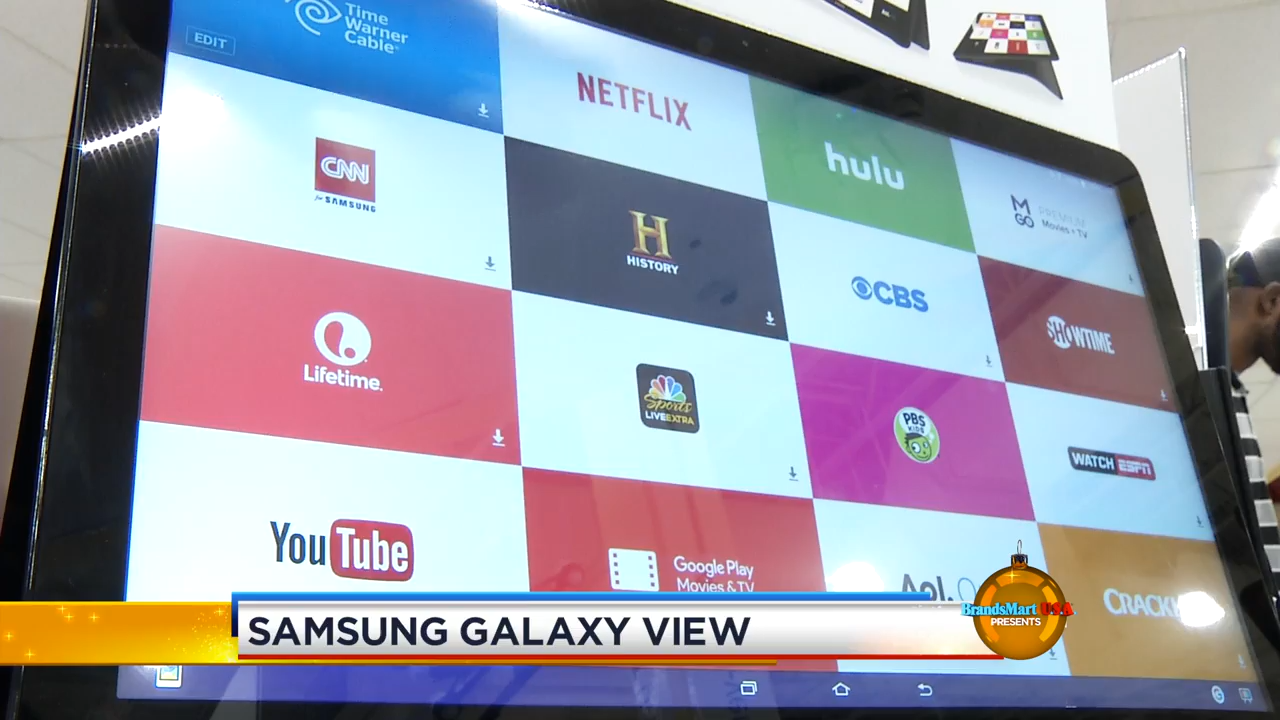 Time
Warner
Cable
EDIT
NETFLIX
hulu
M
GO
PREMIUM
Movies + TV
CNN
for SAMSUNG
H
HISTORY
CBS
SHOWTIME
Lifetime.
Sports
LIVE EXTRA
PBS
KIDS
WATCH ESPN
YouTube
Google Play
Movies & TV
Aol.
SAMSUNG GALAXY VIEW
BrandsMart USA
PRESENTS